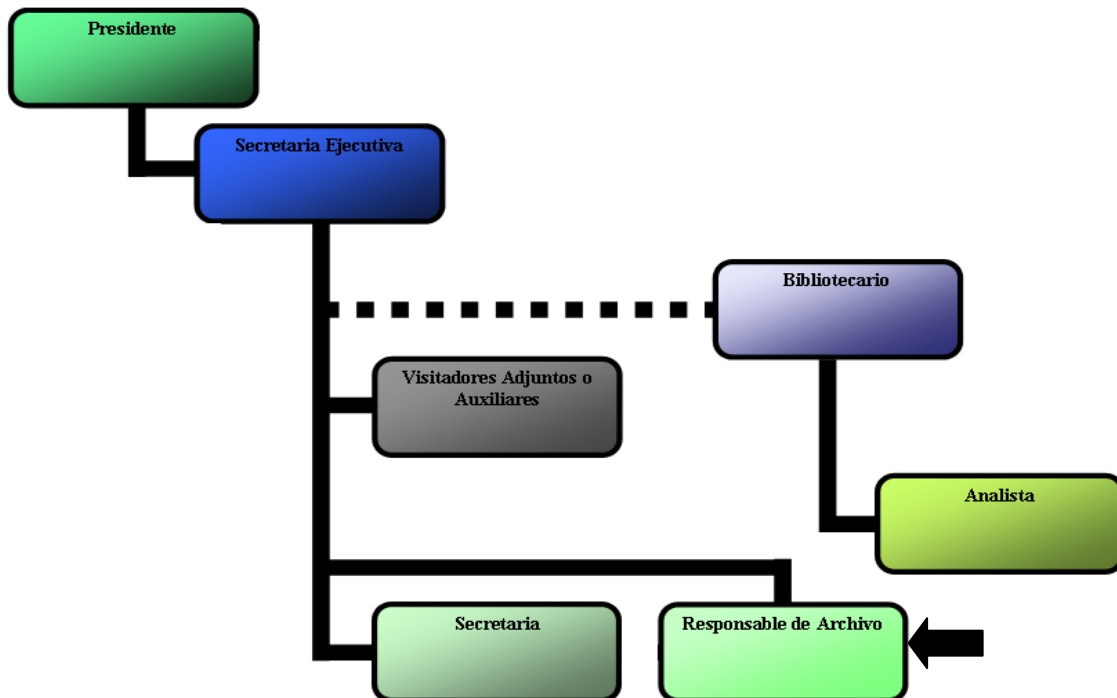 Presidente
Secretaria Ejecutiva
Bibliotecario
Visitadores Adjuntos o
Auxiliares
Analista
Secretaria
Responsable de Archivo